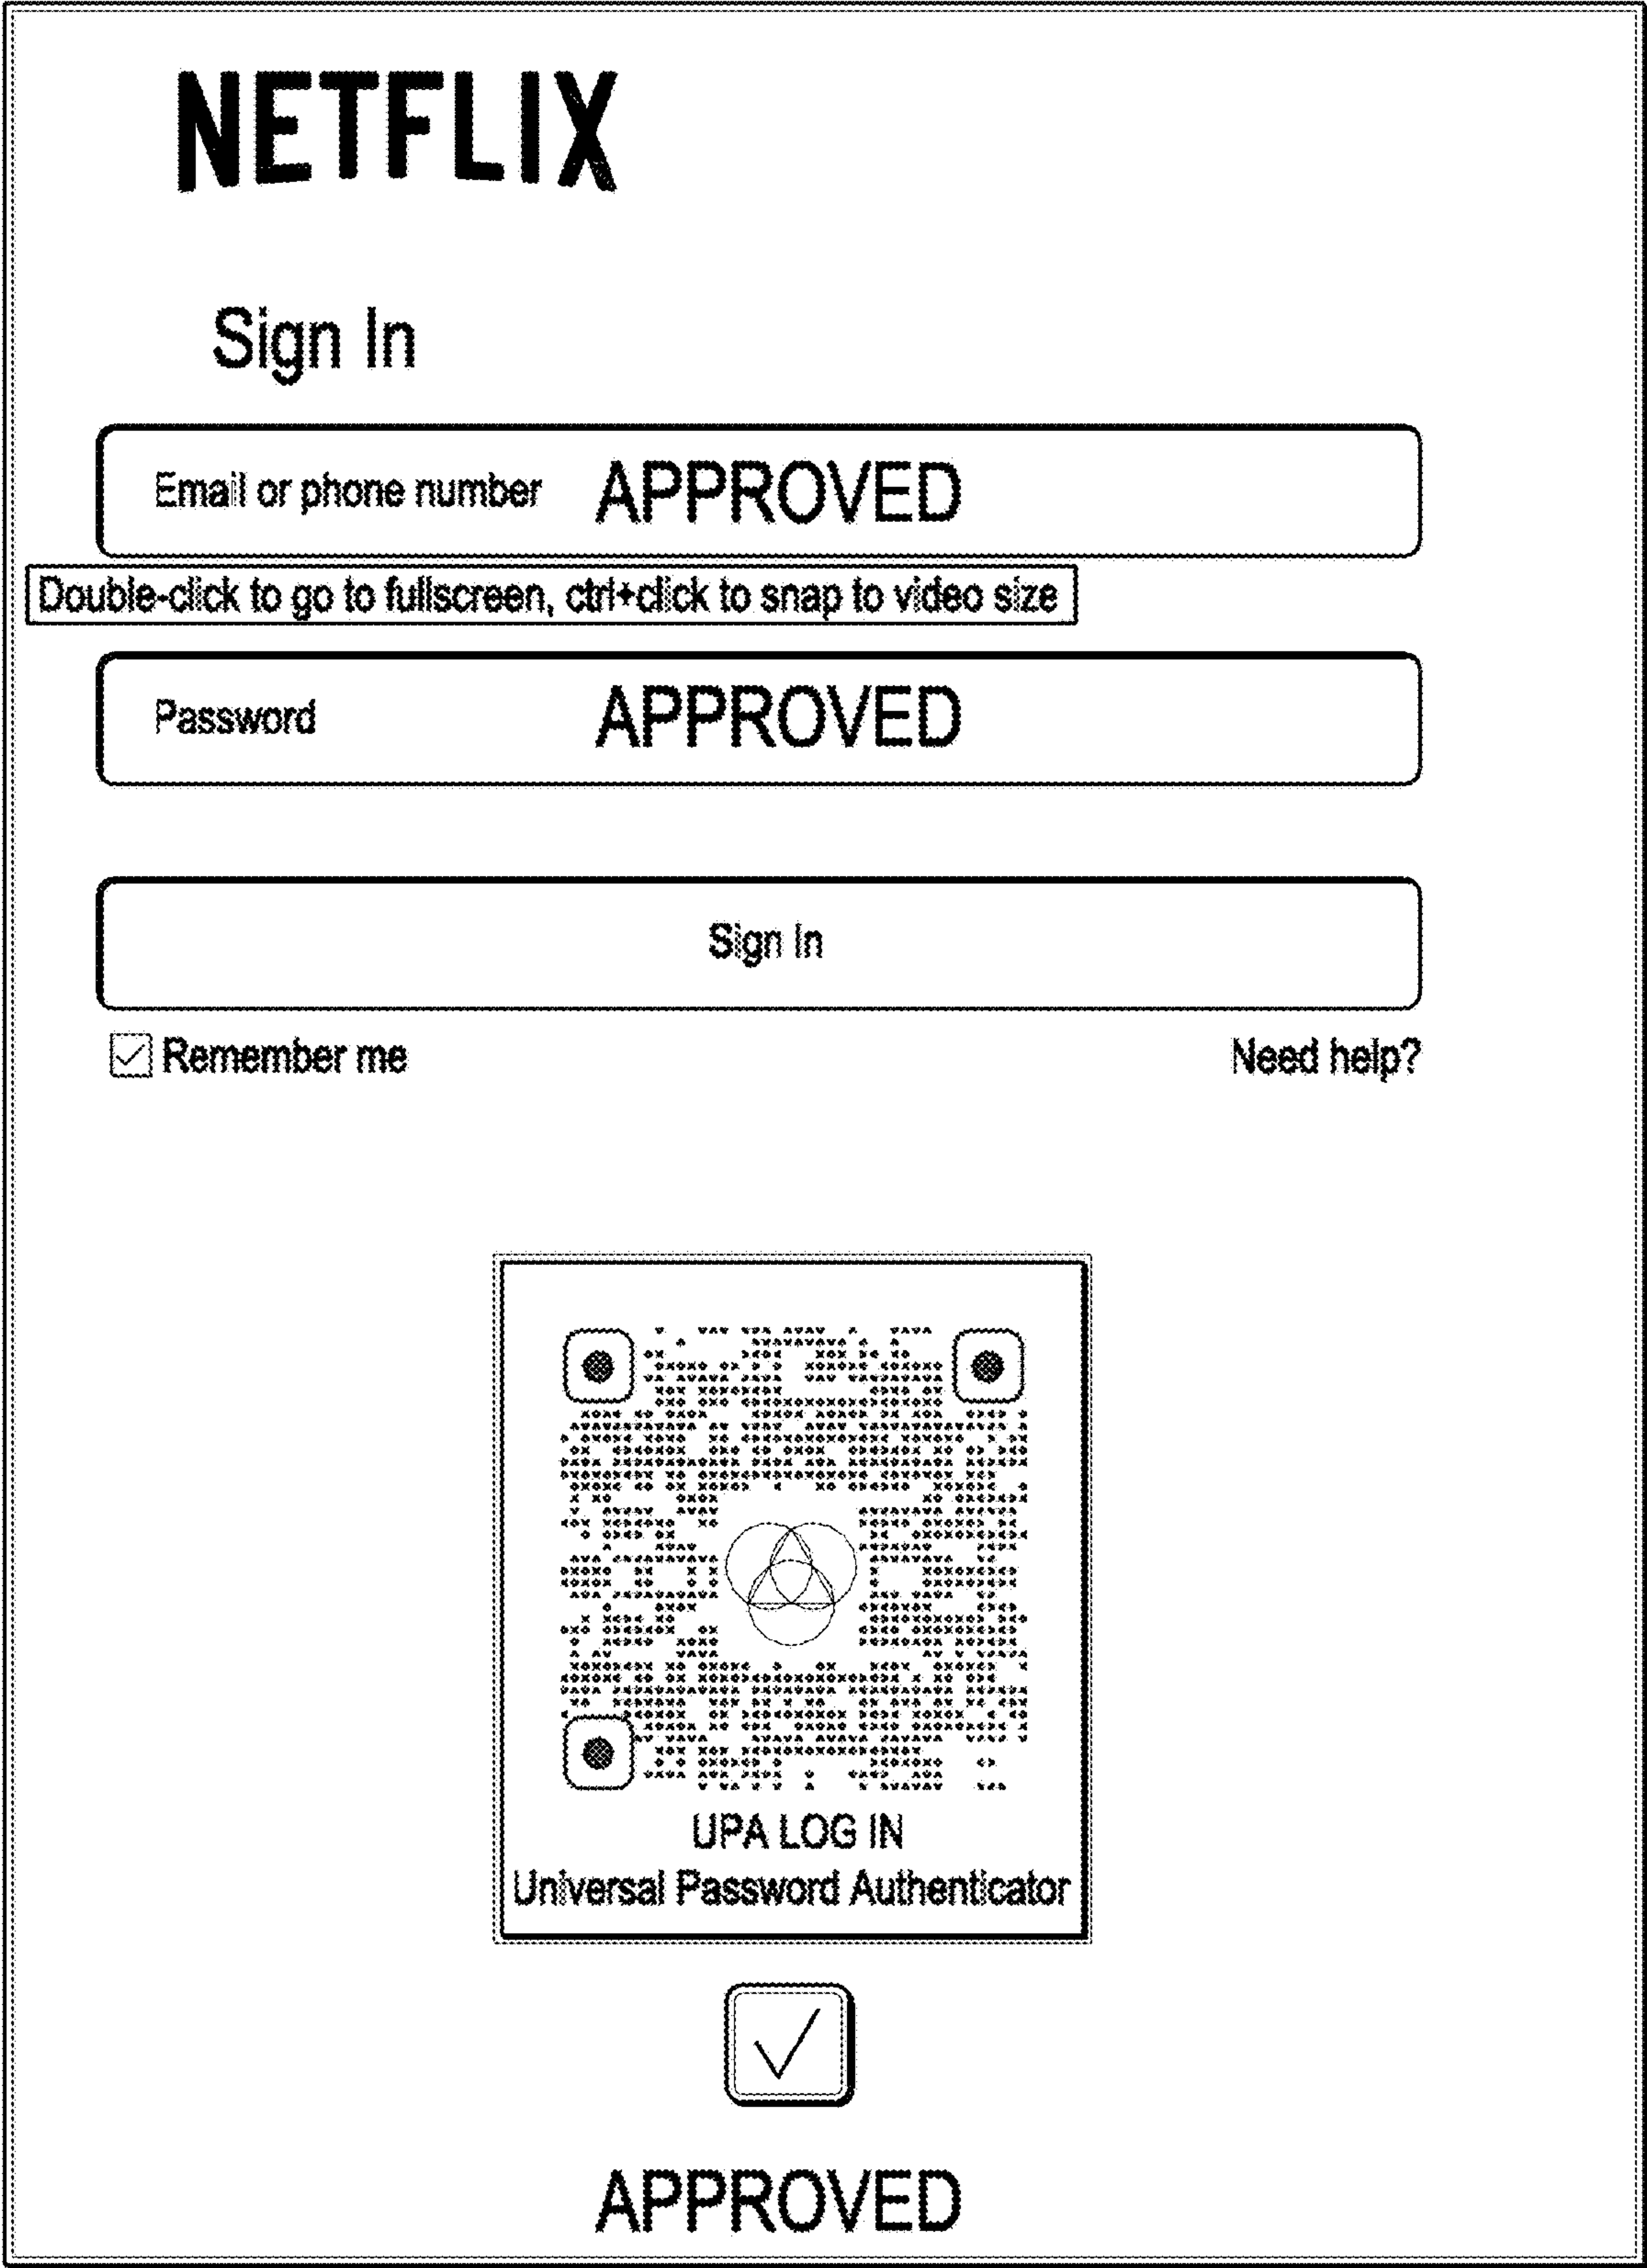 NETFLIX
Sign In
Email or phone number APPROVED
Double-click to go to fullscreen, ctrl+click to snap to video size
Password APPROVED
Sign In
Remember me Need help?
UPA LOG IN
Universal Password Authenticator
APPROVED